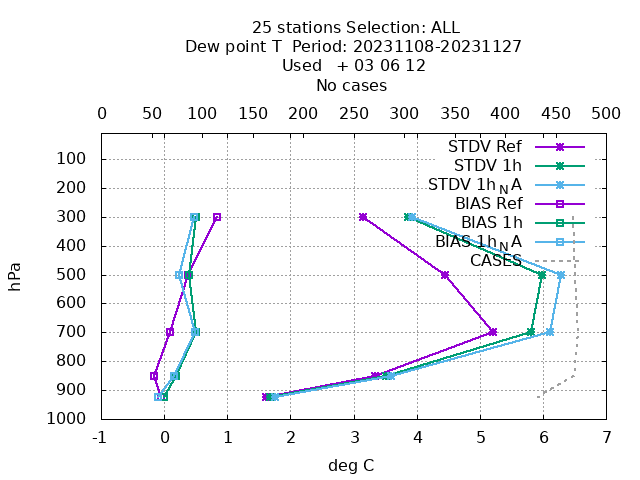 25 stations Selection: ALL
Dew point T  Period: 20231108-20231127
Used   + 03 06 12
No cases
0 50 100 150 200 250 300 350 400 450 500
STDV Ref
STDV 1h
STDV 1h_NA
BIAS Ref
BIAS 1h
BIAS 1h_NA
CASES
100
200
300
400
500
600
700
800
900
1000
hPa
-1 0 1 2 3 4 5 6 7
deg C